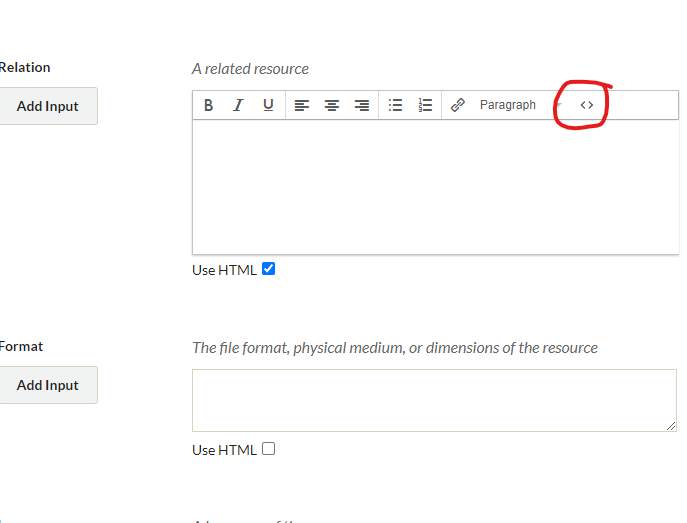 Relation
A related resource
Add Input
B I U Paragraph <>
Use HTML
Format
The file format, physical medium, or dimensions of the resource
Add Input
Use HTML